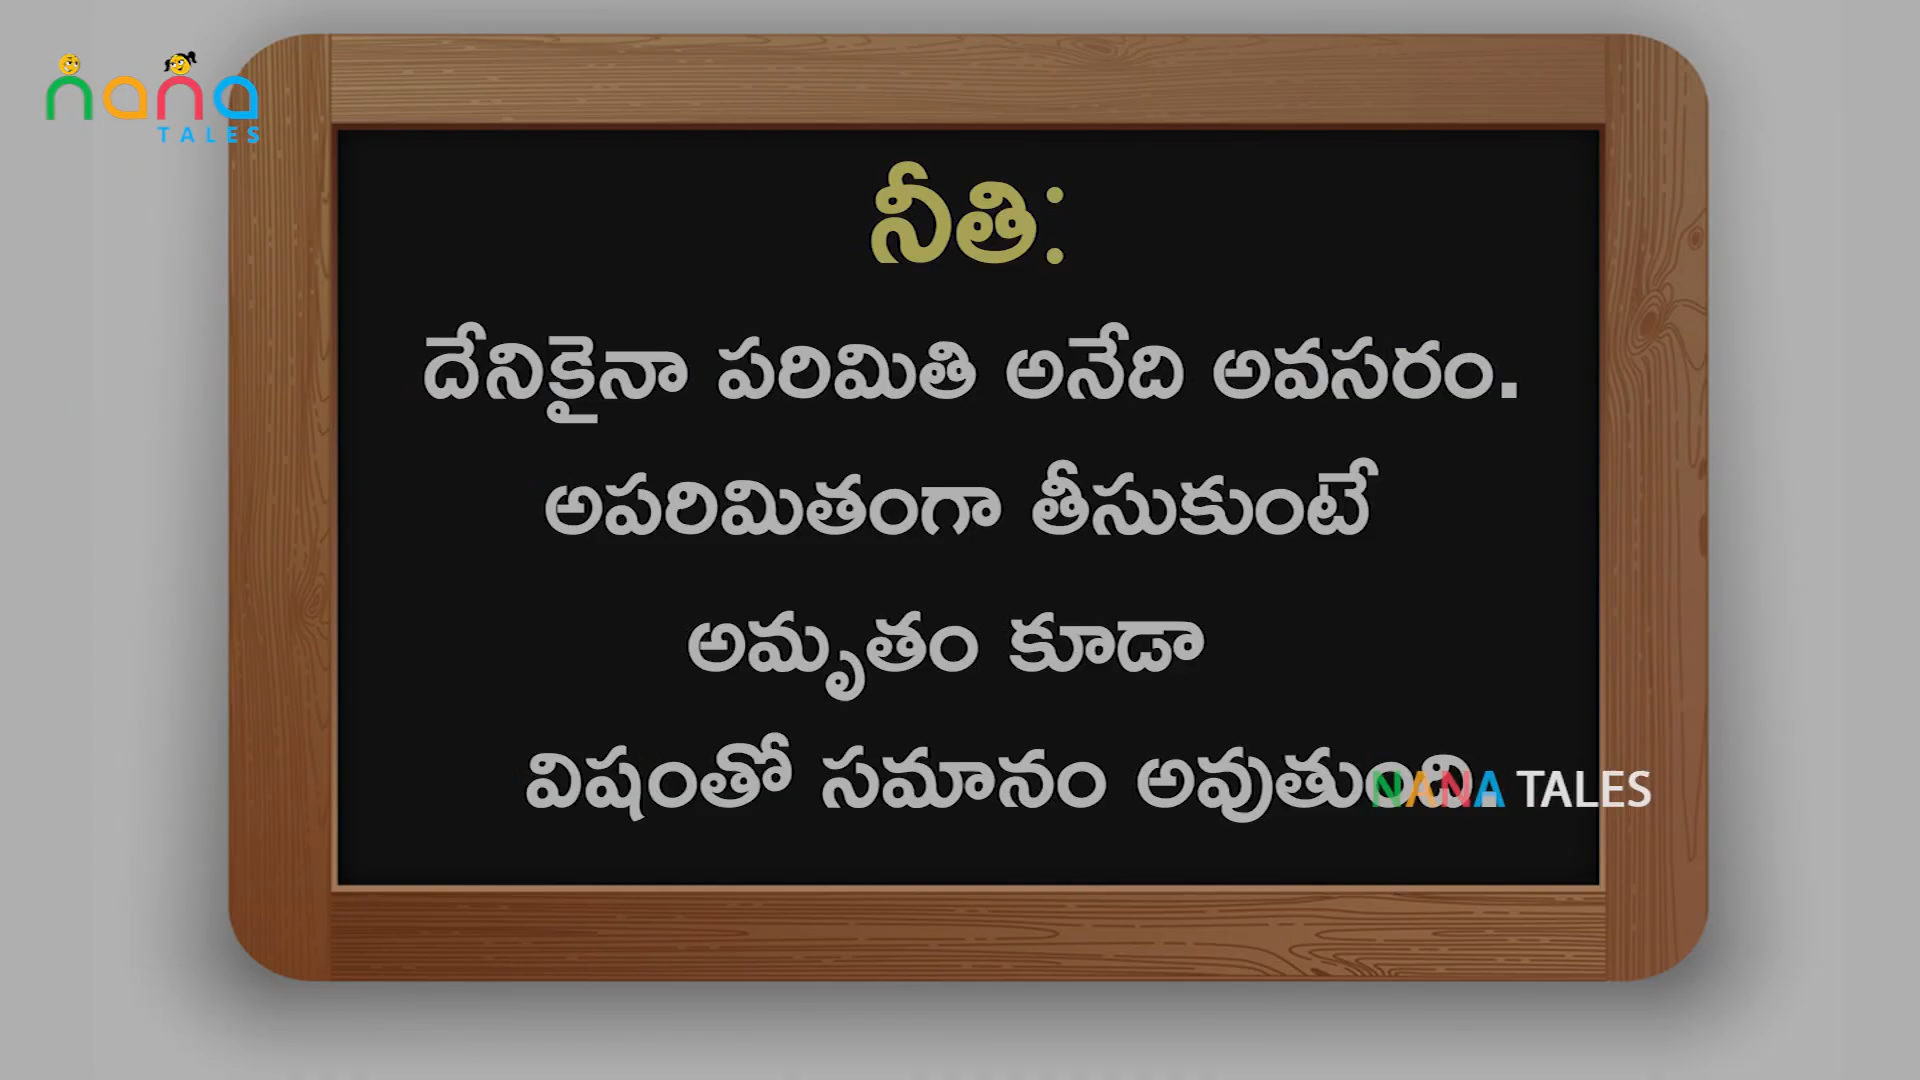 nana
TALES
నీతి:
దేనికైనా పరిమితి అనేది అవసరం.
అపరిమితంగా తీసుకుంటే
అమృతం కూడా
విషంతో సమానం అవుతుంది
NANA TALES